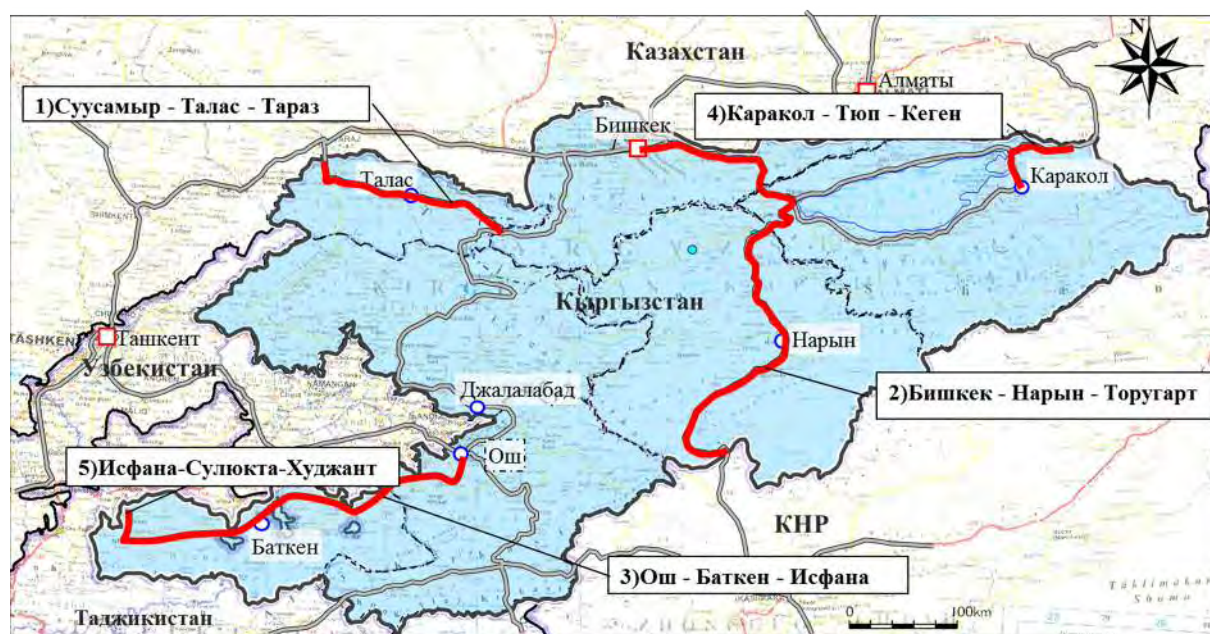 N
Казахстан
Алматы
1)Суусамыр - Талас - Тараз
4)Каракол - Тюп - Кеген
Бишкек
Талас
Каракол
Кыргызстан
TASHKEN
Ташкент
Узбекистан
Нарын
Джалалабад
2)Бишкек - Нарын - Торугарт
5)Исфана-Сулюкта-Худжант
Ош
КНР
Баткен
3)Ош - Баткен - Исфана
Таджикистан
0 100km